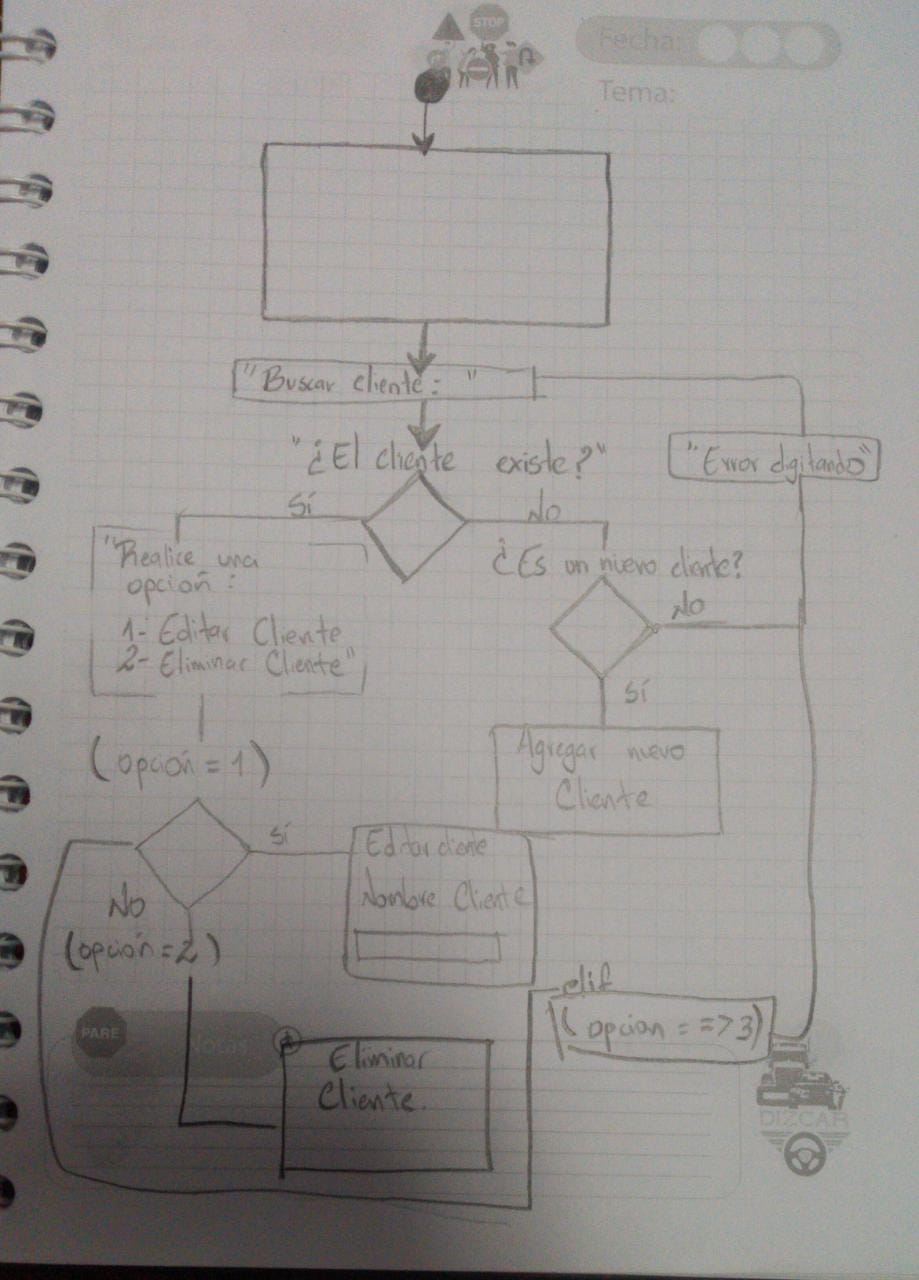 STOP
Fecha:
Tema:
"Buscar cliente: "
"¿El cliente existe?"
"Error digitando"
Sí
No
"Realice una
opción:
1- Editar Cliente
2- Eliminar Cliente"
¿Es un nuevo cliente?
No
Sí
Agregar nuevo
Cliente
(opción = 1)
Sí
Editar cliente
Nombre Cliente
No
(opción = 2)
elif
(opcion = => 3)
PARE
Notas
Eliminar
Cliente.
DIZCAR